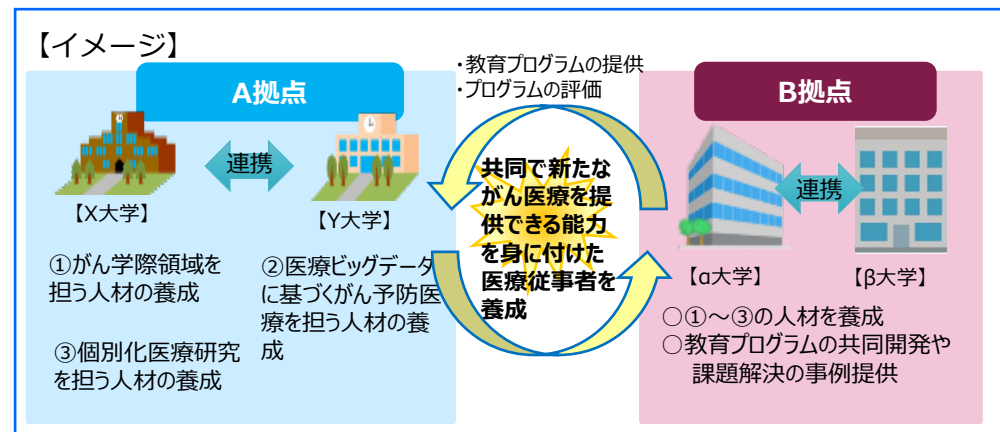 【イメージ】
A拠点
・教育プログラムの提供
・プログラムの評価
B拠点
連携
【X大学】
【Y大学】
①がん学際領域を
担う人材の養成
②医療ビッグデータ
に基づくがん予防医
療を担う人材の養
成
③個別化医療研究
を担う人材の養成
共同で新たな
がん医療を提
供できる能力
を身に付けた
医療従事者を
養成
連携
【α大学】
【β大学】
○①～③の人材を養成
○教育プログラムの共同開発や
課題解決の事例提供